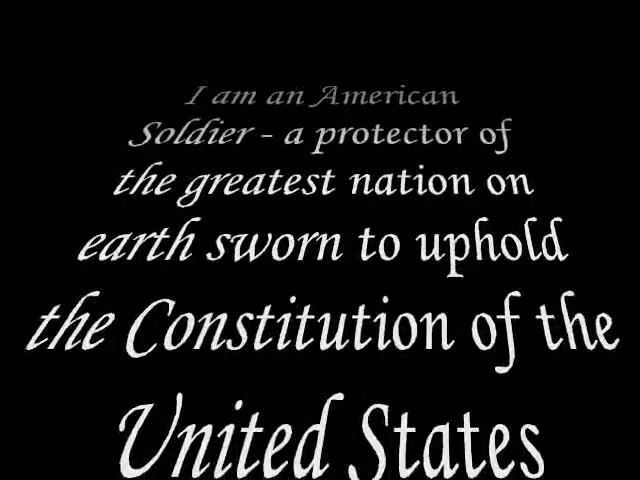 I am an American
Soldier - a protector of
the greatest nation on
earth sworn to uphold
the Constitution of the
United States